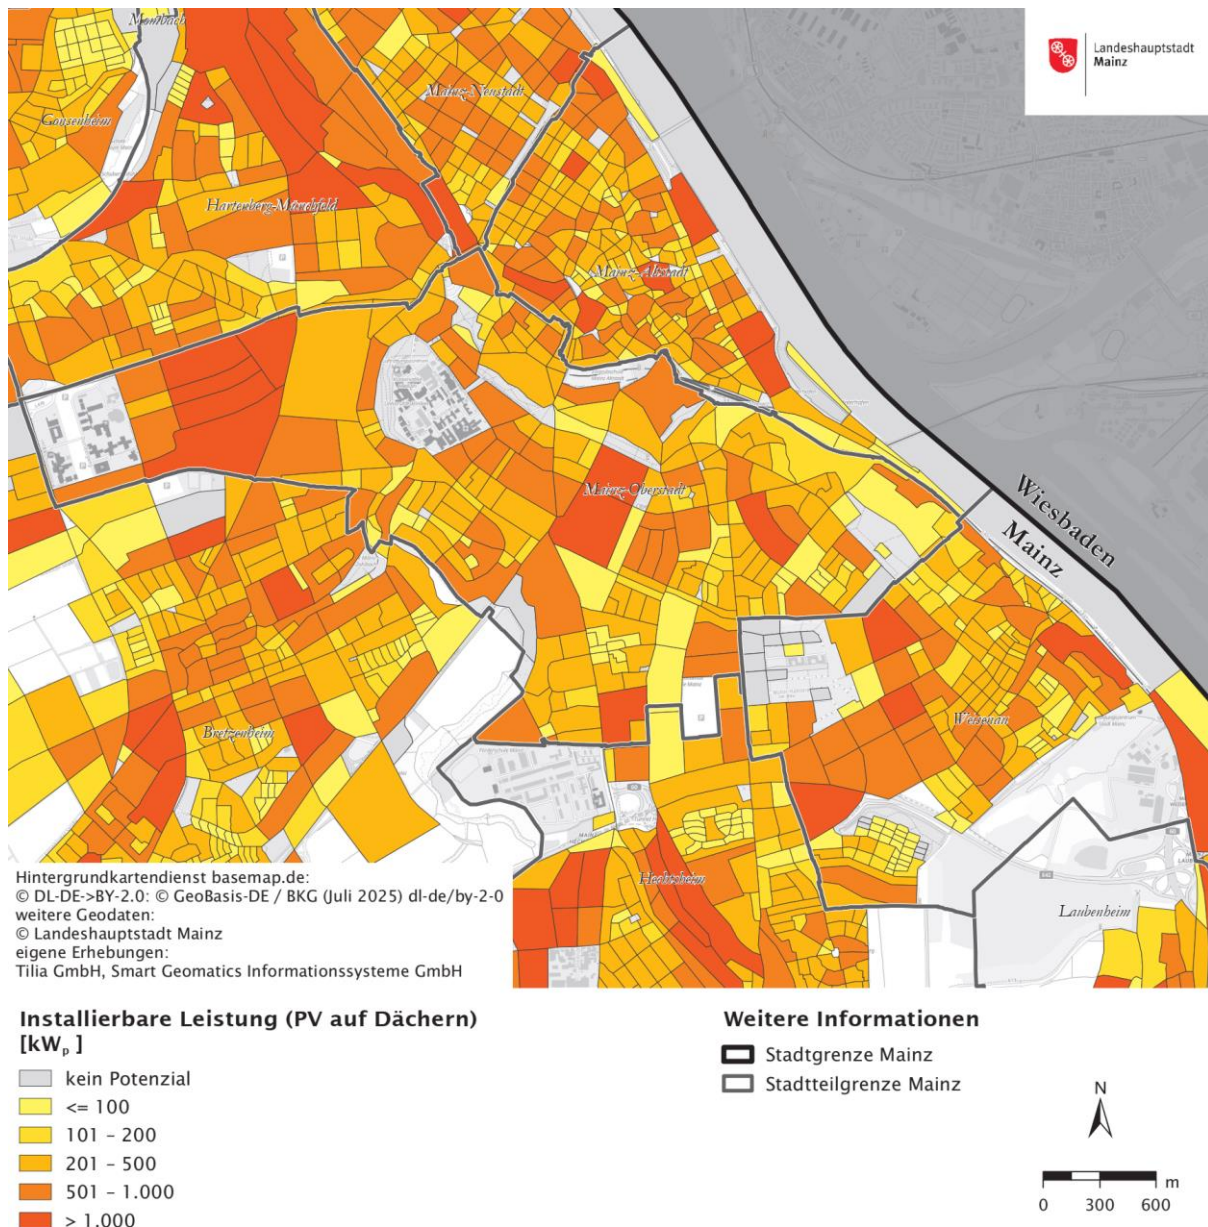 Mombach
Landeshauptstadt
Mainz
Mainz-Neustadt
Gonsenheim
Hartenberg-Münchfeld
Mainz-Altstadt
Mainz-Oberstadt
Wiesbaden
Mainz
Bretzenheim
Weisenau
Hechtsheim
Laubenheim
Hintergrundkartendienst basemap.de:
© DL-DE->BY-2.0: © GeoBasis-DE / BKG (Juli 2025) dl-de/by-2-0
weitere Geodaten:
© Landeshauptstadt Mainz
eigene Erhebungen:
Tilia GmbH, Smart Geomatics Informationssysteme GmbH
Installierbare Leistung (PV auf Dächern)
[kWp ]
kein Potenzial
<= 100
101 – 200
201 – 500
501 – 1.000
> 1.000
Weitere Informationen
Stadtgrenze Mainz
Stadtteilgrenze Mainz
N
m
0 300 600